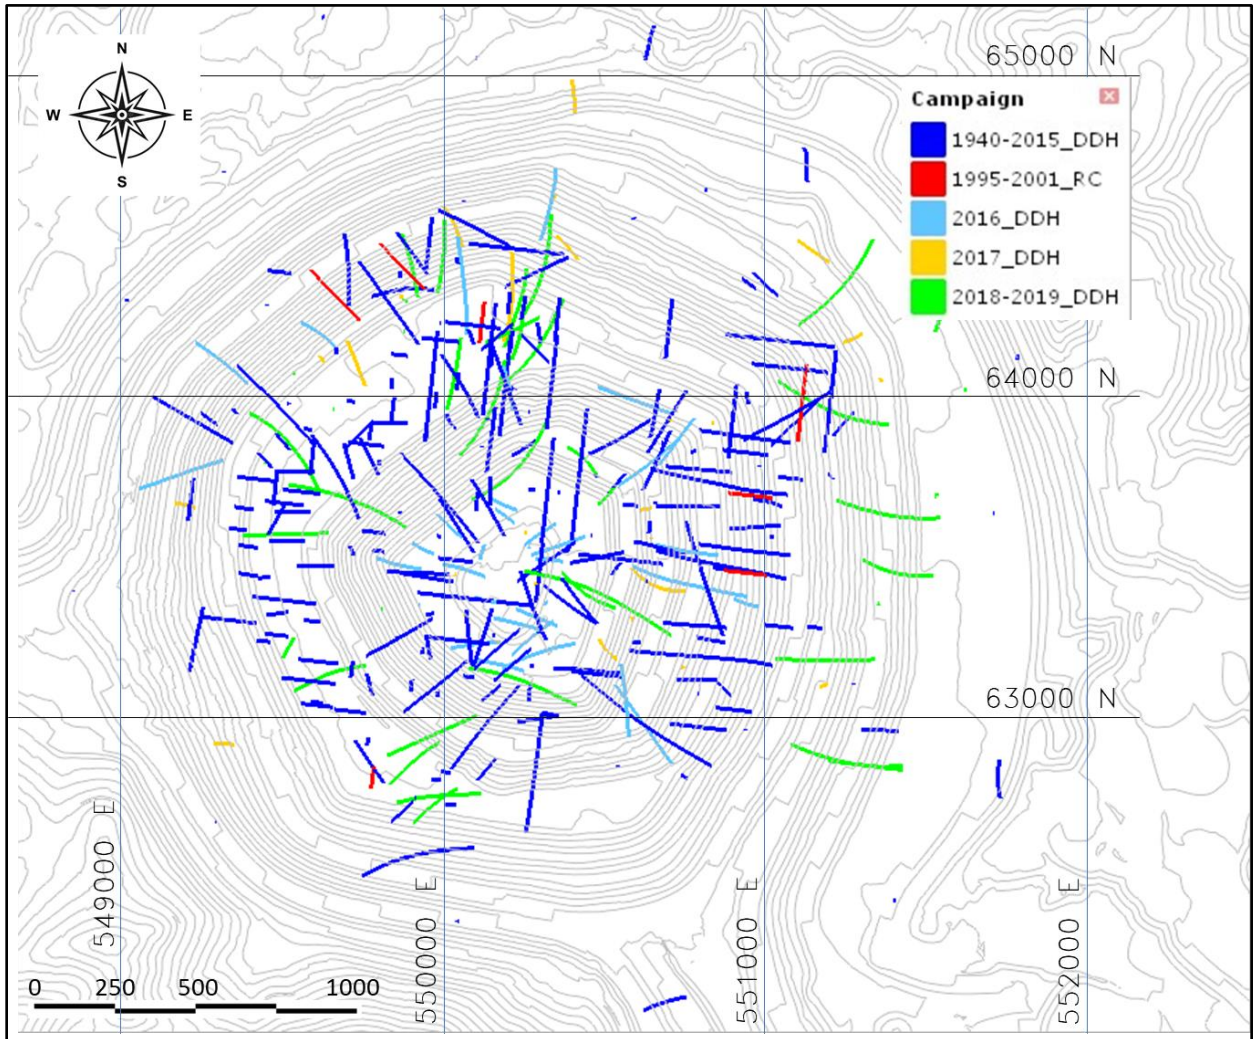 N
W E
S
65000 N
Campaign
1940-2015_DDH
1995-2001_RC
2016_DDH
2017_DDH
2018-2019_DDH
64000 N
63000 N
549000 E
550000 E
551000 E
552000 E
0 250 500 1000